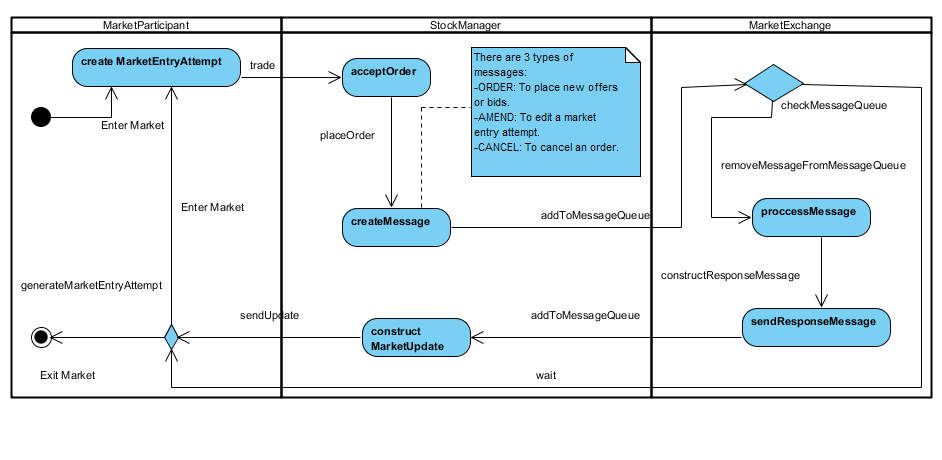 MarketParticipant
StockManager
MarketExchange
create MarketEntryAttempt
trade
acceptOrder
There are 3 types of
messages:
-ORDER: To place new offers
or bids.
-AMEND: To edit a market
entry attempt.
-CANCEL: To cancel an order.
checkMessageQueue
Enter Market
placeOrder
removeMessageFromMessageQueue
Enter Market
createMessage
addToMessageQueue
proccessMessage
constructResponseMessage
generateMarketEntryAttempt
sendUpdate
construct
MarketUpdate
addToMessageQueue
sendResponseMessage
Exit Market
wait